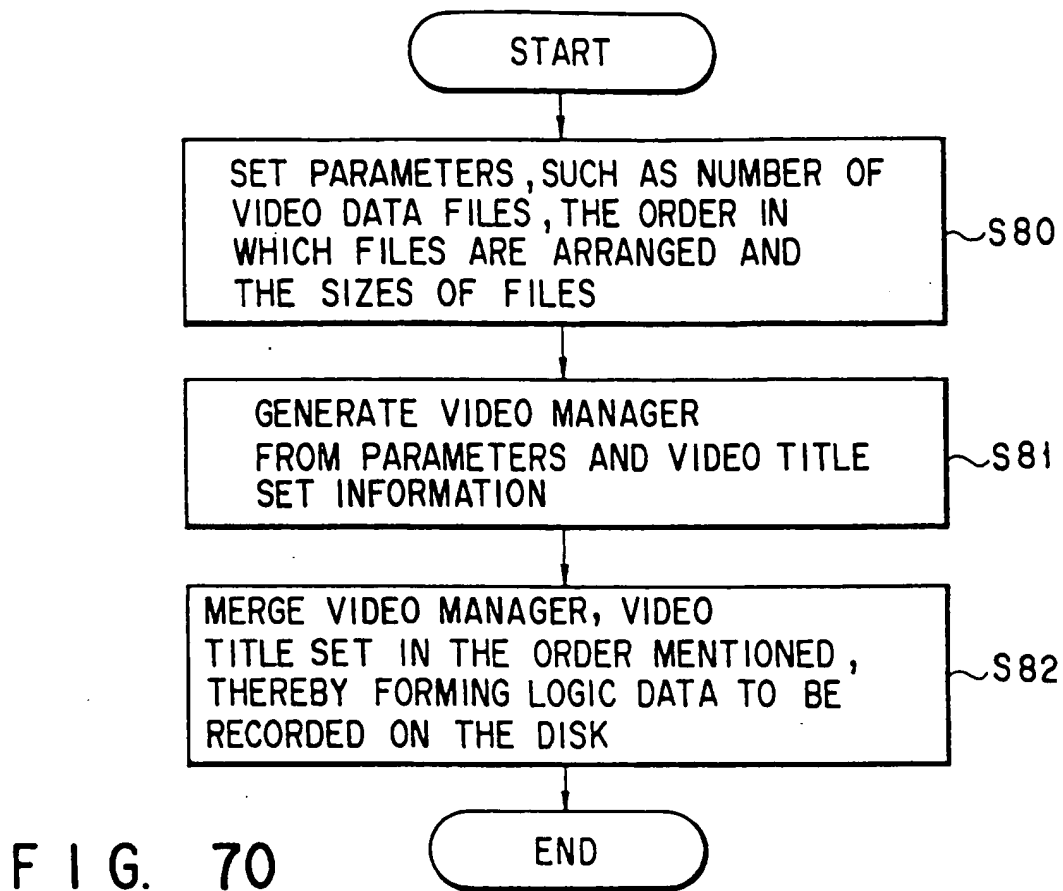 START
SET PARAMETERS, SUCH AS NUMBER OF
VIDEO DATA FILES, THE ORDER IN
WHICH FILES ARE ARRANGED AND
THE SIZES OF FILES
S80
GENERATE VIDEO MANAGER
FROM PARAMETERS AND VIDEO TITLE
SET INFORMATION
S81
MERGE VIDEO MANAGER, VIDEO
TITLE SET IN THE ORDER MENTIONED,
THEREBY FORMING LOGIC DATA TO BE
RECORDED ON THE DISK
S82
END
FIG. 70